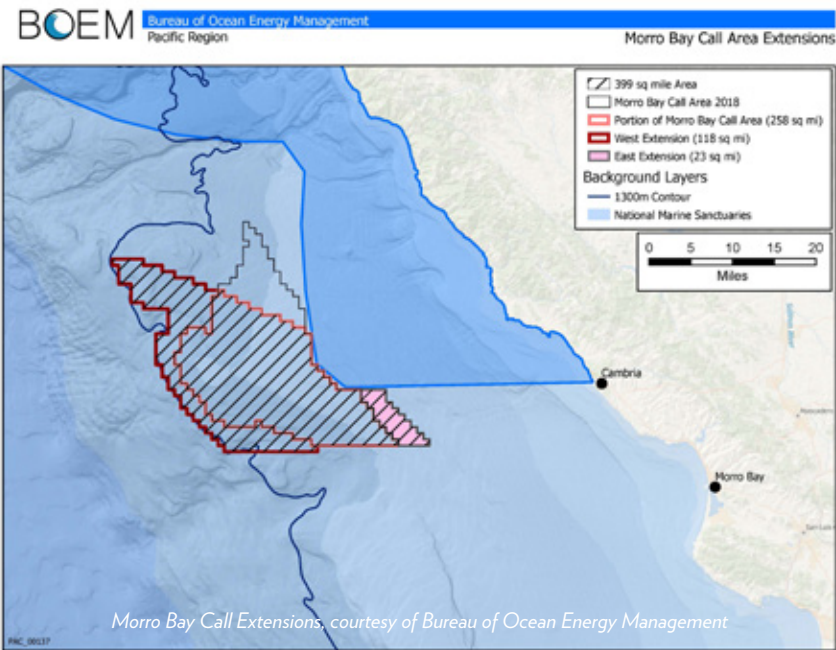 BOEM
Bureau of Ocean Energy Management
Pacific Region
Morro Bay Call Area Extensions
399 sq mile Area
Morro Bay Call Area 2018
Portion of Morro Bay Call Area (258 sq mi)
West Extension (118 sq mi)
East Extension (23 sq mi)
Background Layers
1300m Contour
National Marine Sanctuaries
0 5 10 15 20
Miles
Cambria
Morro Bay
Morro Bay Call Extensions, courtesy of Bureau of Ocean Energy Management
PAC_00137